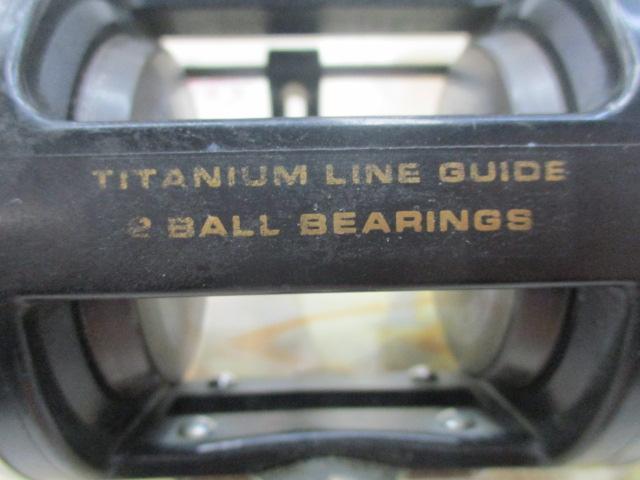 TITANIUM LINE GUIDE
2 BALL BEARINGS